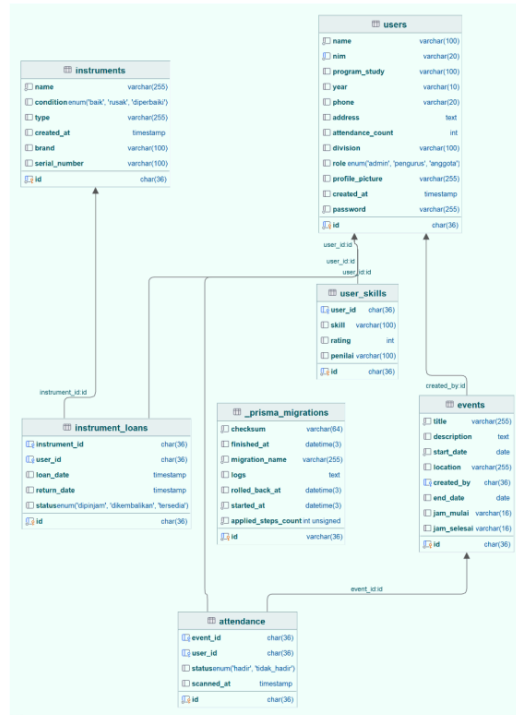 users
name varchar(100)
nim varchar(20)
program_study varchar(100)
year varchar(10)
phone varchar(20)
address text
attendance_count int
division varchar(100)
role enum('admin', 'pengurus', 'anggota')
profile_picture varchar(255)
created_at timestamp
password varchar(255)
id char(36)
instruments
name varchar(255)
condition enum('baik', 'rusak', 'diperbaiki')
type varchar(255)
created_at timestamp
brand varchar(100)
serial_number varchar(100)
id char(36)
user_id:id
user_id:id
user_id:id
user_skills
user_id char(36)
skill varchar(100)
rating int
penilai varchar(100)
id char(36)
instrument_id:id
created_by:id
instrument_loans
instrument_id char(36)
user_id char(36)
loan_date timestamp
return_date timestamp
status enum('dipinjam', 'dikembalikan', 'tersedia')
id char(36)
_prisma_migrations
checksum varchar(64)
finished_at datetime(3)
migration_name varchar(255)
logs text
rolled_back_at datetime(3)
started_at datetime(3)
applied_steps_count int unsigned
id varchar(36)
events
title varchar(255)
description text
start_date date
location varchar(255)
created_by char(36)
end_date date
jam_mulai varchar(16)
jam_selesai varchar(16)
id char(36)
event_id:id
attendance
event_id char(36)
user_id char(36)
status enum('hadir', 'tidak_hadir')
scanned_at timestamp
id char(36)